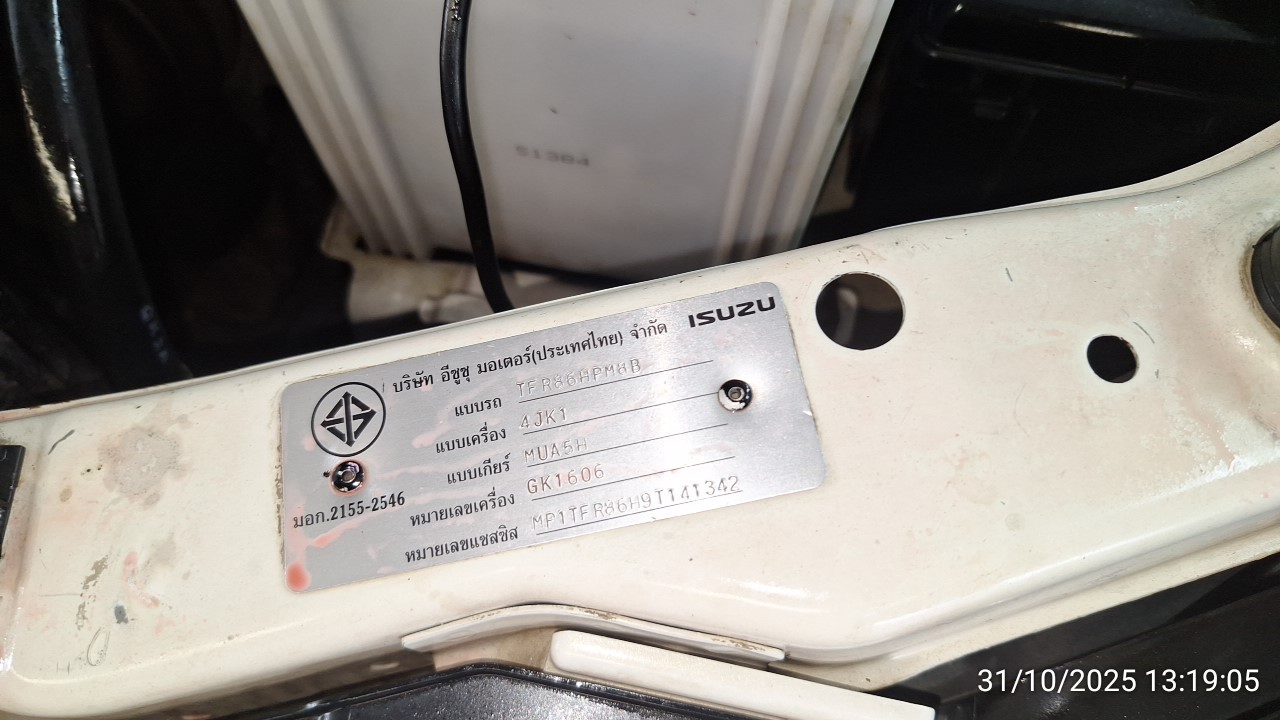 51384
บริษัท อีซูซุ มอเตอร์(ประเทศไทย) จำกัด ISUZU
แบบรถ TFR86HPM8B
แบบเครื่อง 4JK1
แบบเกียร์ MUA5H
หมายเลขเครื่อง GK1606
หมายเลขแชสซิส MP1TFR86H9T141342
มอก.2155-2546
31/10/2025 13:19:05